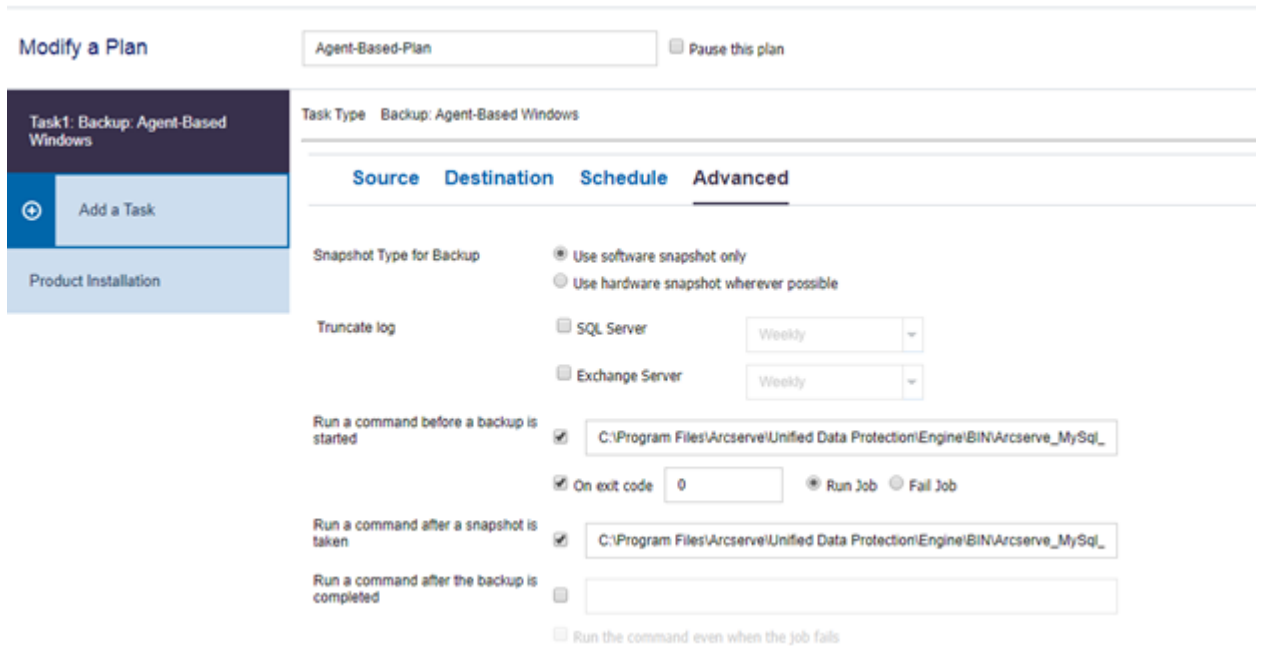 Modify a Plan
Agent-Based-Plan
Pause this plan
Task1: Backup: Agent-Based
Windows
Task Type Backup: Agent-Based Windows
Source Destination Schedule Advanced
Add a Task
Product Installation
Snapshot Type for Backup
Use software snapshot only
Use hardware snapshot wherever possible
Truncate log
SQL Server
Weekly
Exchange Server
Weekly
Run a command before a backup is
started
C:\Program Files\Arcserve\Unified Data Protection\Engine\BIN\Arcserve_MySql_
On exit code 0 Run Job Fail Job
Run a command after a snapshot is
taken
C:\Program Files\Arcserve\Unified Data Protection\Engine\BIN\Arcserve_MySql_
Run a command after the backup is
completed
Run the command even when the job fails